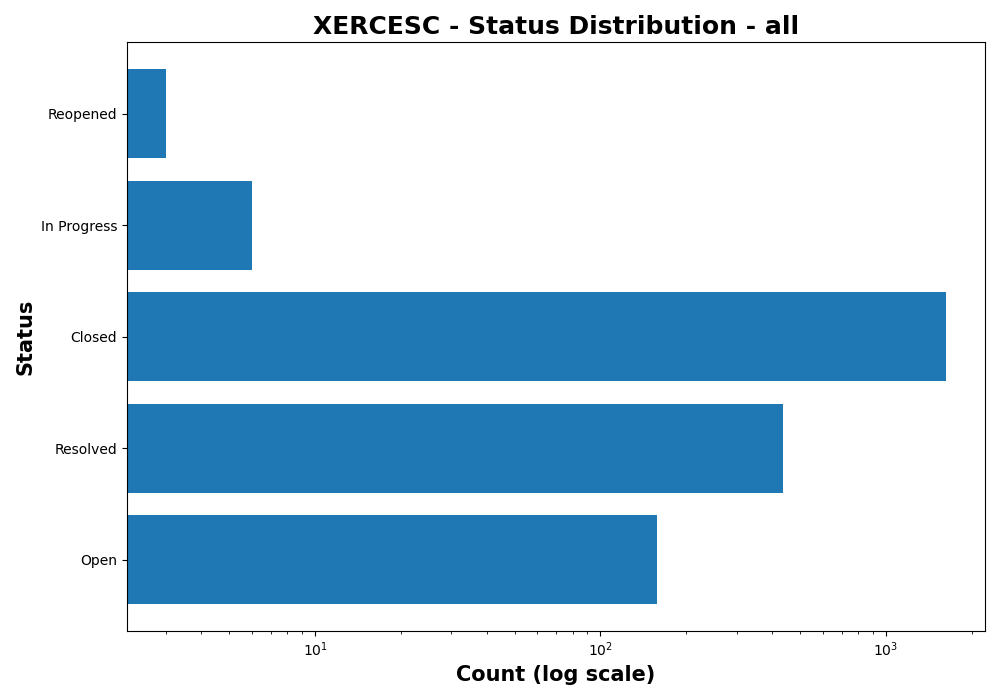 XERCESC - Status Distribution - all
Reopened
In Progress
Closed
Resolved
Open
Status
10¹
10²
10³
Count (log scale)